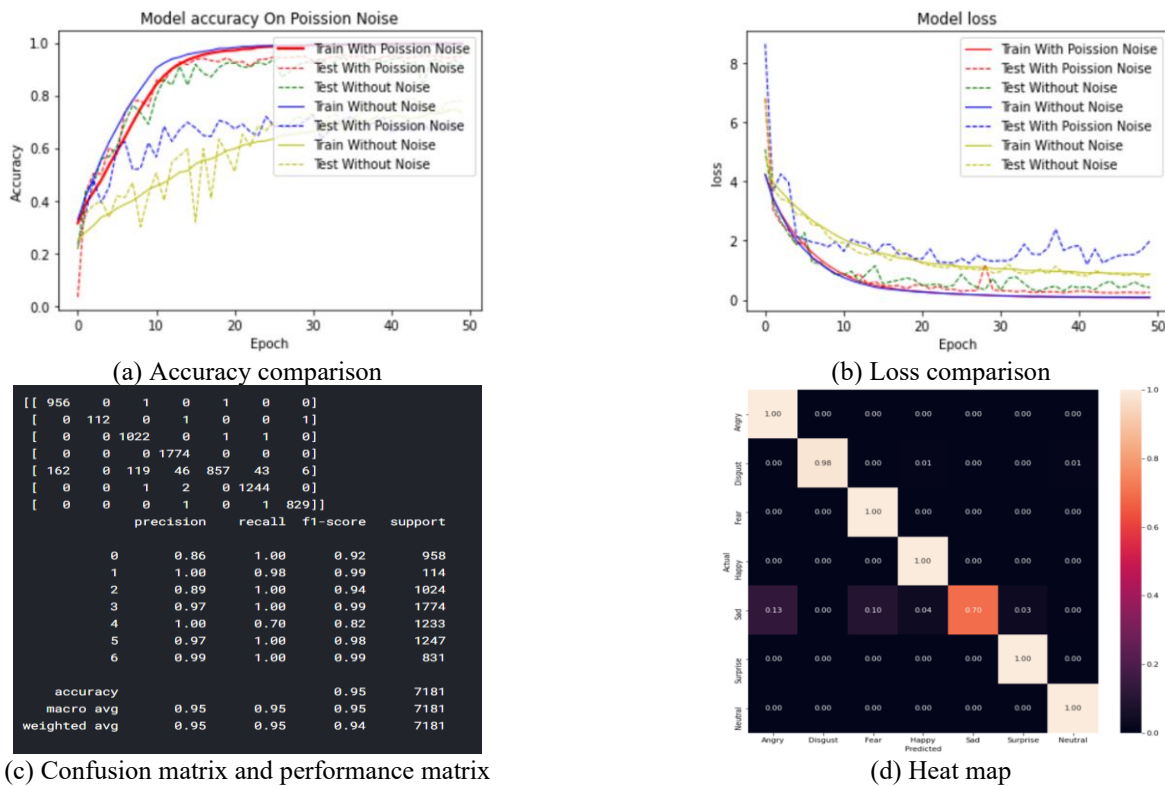 Model accuracy On Poission Noise
1.0
0.8
0.6
0.4
0.2
0.0
Accuracy
Train With Poission Noise
Test With Poission Noise
Test Without Noise
Train Without Noise
Test With Poission Noise
Train Without Noise
Test Without Noise
0 10 20 30 40 50
Epoch
(a) Accuracy comparison
Model loss
8
6
4
2
0
loss
Train With Poission Noise
Test With Poission Noise
Test Without Noise
Train Without Noise
Test With Poission Noise
Train Without Noise
Test Without Noise
0 10 20 30 40 50
Epoch
(b) Loss comparison
[[ 956 0 1 0 1 0 0]
[ 0 112 0 1 0 0 1]
[ 0 0 1022 0 1 1 0]
[ 0 0 0 1774 0 0 0]
[ 162 0 119 46 857 43 6]
[ 0 0 1 2 0 1244 0]
[ 0 0 0 1 0 1 829]]
precision recall f1-score support
0 0.86 1.00 0.92 958
1 1.00 0.98 0.99 114
2 0.89 1.00 0.94 1024
3 0.97 1.00 0.99 1774
4 1.00 0.70 0.82 1233
5 0.97 1.00 0.98 1247
6 0.99 1.00 0.99 831
accuracy 0.95 7181
macro avg 0.95 0.95 0.95 7181
weighted avg 0.95 0.95 0.94 7181
(c) Confusion matrix and performance matrix
Angry 1.00 0.00 0.00 0.00 0.00 0.00 0.00
Disgust 0.00 0.98 0.00 0.01 0.00 0.00 0.01
Fear 0.00 0.00 1.00 0.00 0.00 0.00 0.00
Actual
Happy 0.00 0.00 0.00 1.00 0.00 0.00 0.00
Sad 0.13 0.00 0.10 0.04 0.70 0.03 0.00
Surprise 0.00 0.00 0.00 0.00 0.00 1.00 0.00
Neutral 0.00 0.00 0.00 0.00 0.00 0.00 1.00
Angry Disgust Fear Happy Sad Surprise Neutral
Predicted
1.0
0.8
0.6
0.4
0.2
0.0
(d) Heat map